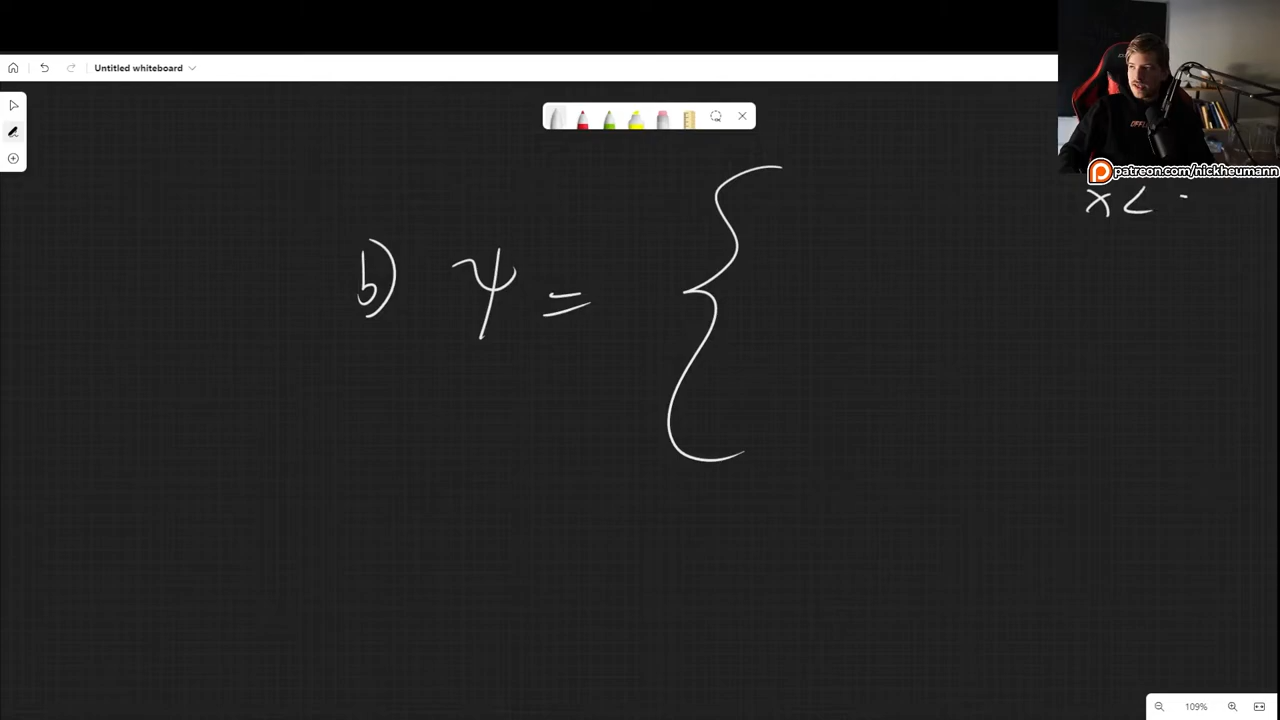 Untitled whiteboard
patreon.com/nickheumann
x < -
b) ψ = {
109%